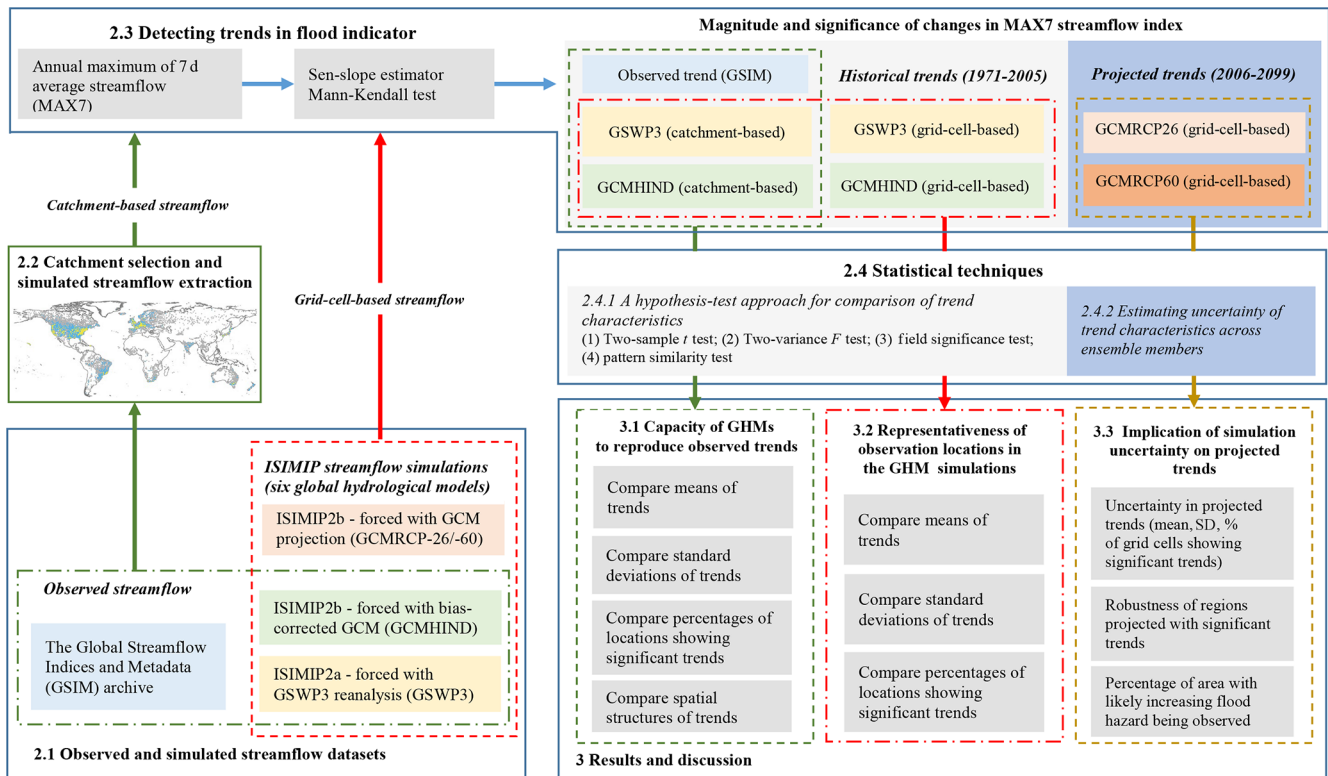 2.3 Detecting trends in flood indicator
Annual maximum of 7 d
average streamflow
(MAX7)
Sen-slope estimator
Mann-Kendall test
Magnitude and significance of changes in MAX7 streamflow index
Observed trend (GSIM)
GSWP3 (catchment-based)
GCMHIND (catchment-based)
Historical trends (1971-2005)
GSWP3 (grid-cell-based)
GCMHIND (grid-cell-based)
Projected trends (2006-2099)
GCMRCP26 (grid-cell-based)
GCMRCP60 (grid-cell-based)
Catchment-based streamflow
Grid-cell-based streamflow
2.2 Catchment selection and
simulated streamflow extraction
2.4 Statistical techniques
2.4.1 A hypothesis-test approach for comparison of trend
characteristics
(1) Two-sample t test; (2) Two-variance F test; (3) field significance test;
(4) pattern similarity test
2.4.2 Estimating uncertainty of
trend characteristics across
ensemble members
ISIMIP streamflow simulations
(six global hydrological models)
ISIMIP2b - forced with GCM
projection (GCMRCP-26/-60)
Observed streamflow
The Global Streamflow
Indices and Metadata
(GSIM) archive
ISIMIP2b - forced with bias-
corrected GCM (GCMHIND)
ISIMIP2a - forced with
GSWP3 reanalysis (GSWP3)
2.1 Observed and simulated streamflow datasets
3.1 Capacity of GHMs
to reproduce observed trends
Compare means of
trends
Compare standard
deviations of trends
Compare percentages of
locations showing
significant trends
Compare spatial
structures of trends
3.2 Representativeness of
observation locations in
the GHM simulations
Compare means of
trends
Compare standard
deviations of trends
Compare percentages of
locations showing
significant trends
3.3 Implication of simulation
uncertainty on projected
trends
Uncertainty in projected
trends (mean, SD, %
of grid cells showing
significant trends)
Robustness of regions
projected with significant
trends
Percentage of area with
likely increasing flood
hazard being observed
3 Results and discussion